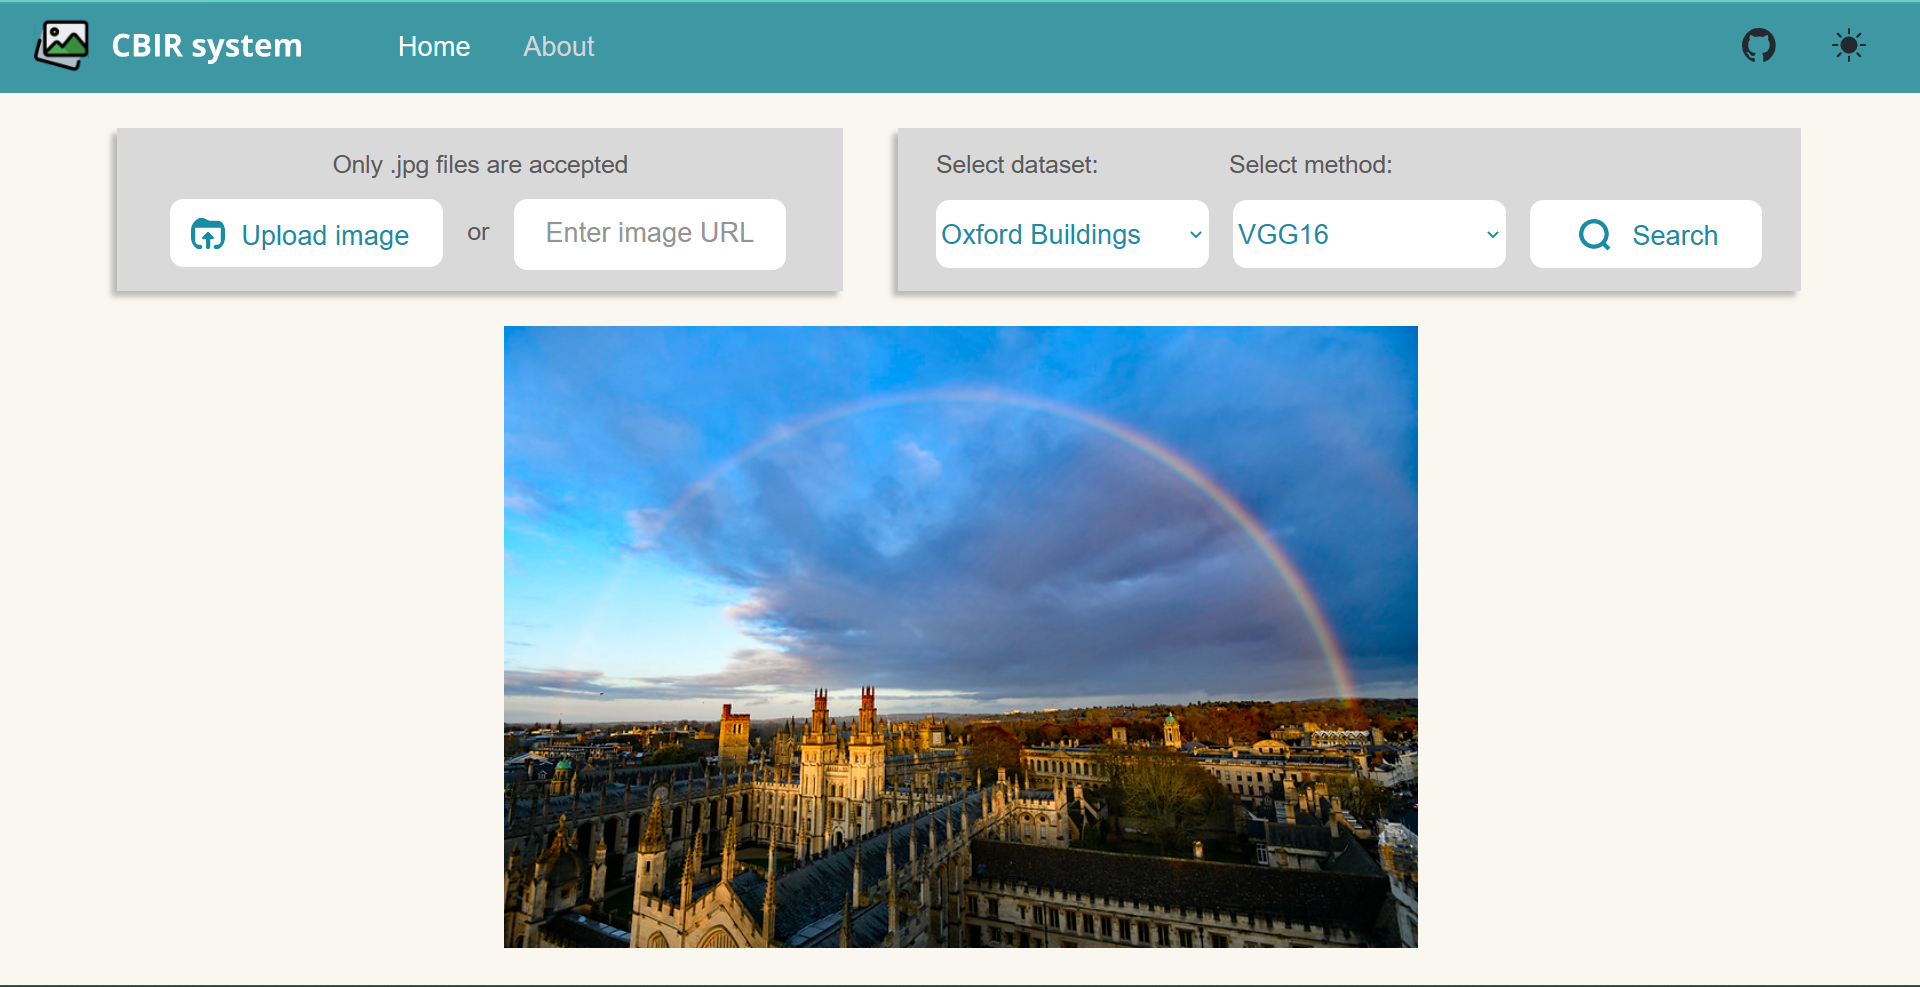 CBIR system
Home
About
Only .jpg files are accepted
Upload image
or
Enter image URL
Select dataset:
Select method:
Oxford Buildings
VGG16
Search